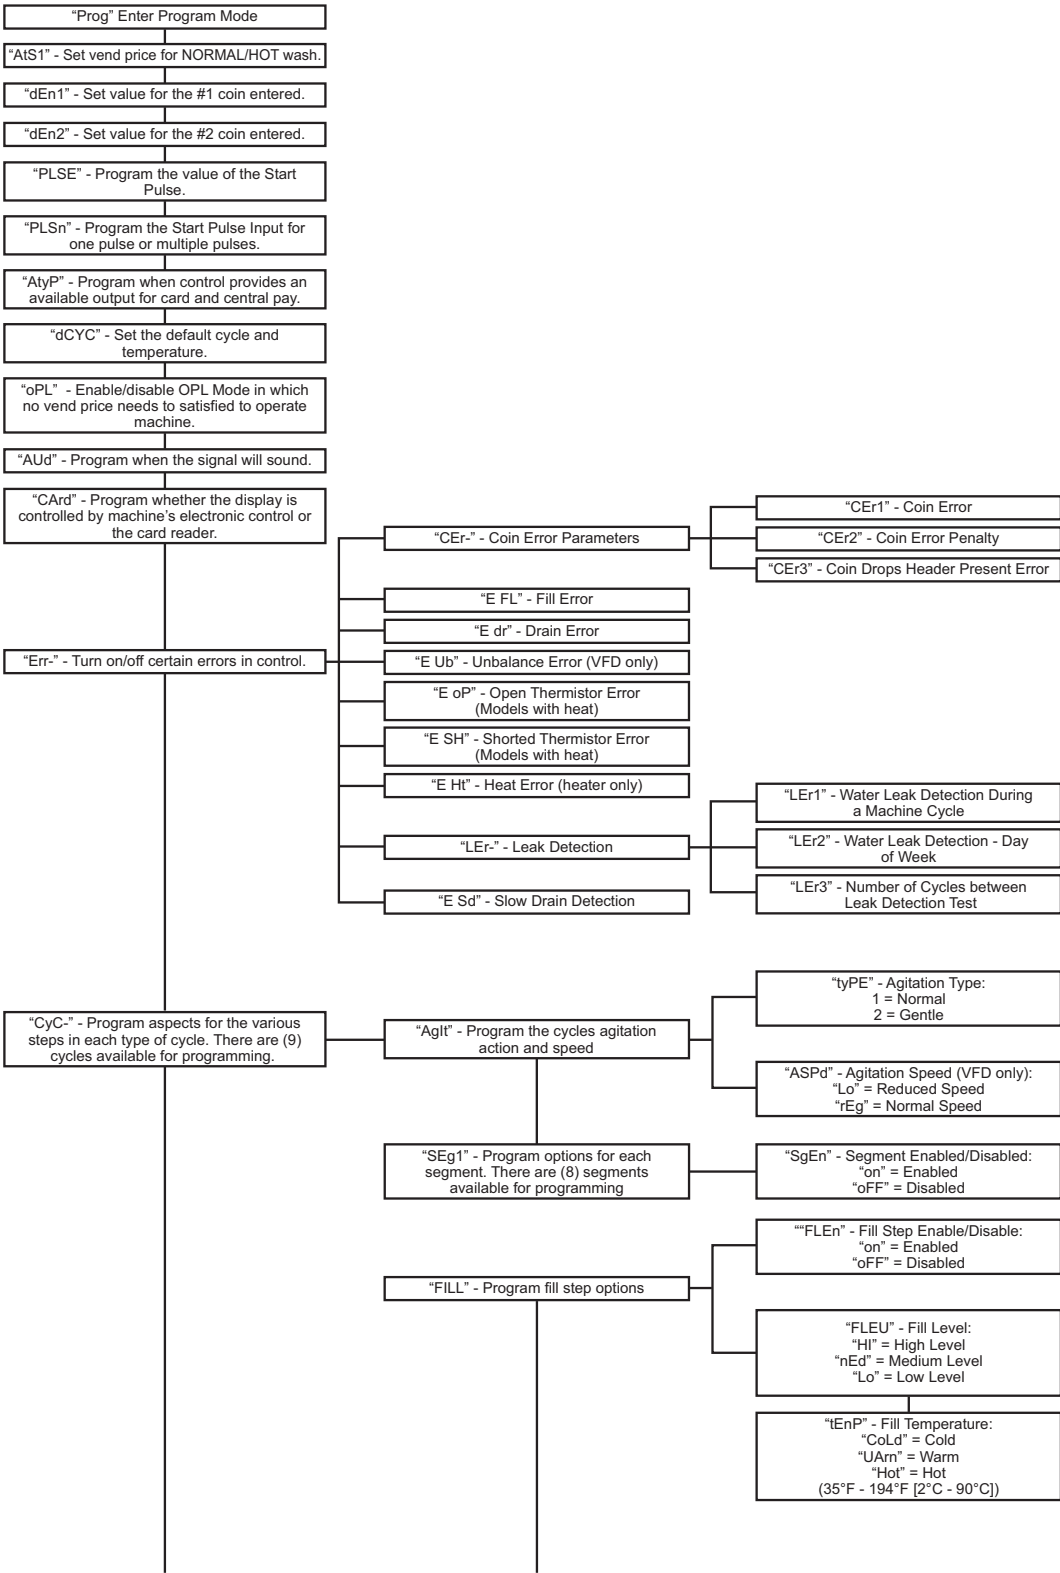 “Prog” Enter Program Mode
“AtS1” - Set vend price for NORMAL/HOT wash.
“dEn1” - Set value for the #1 coin entered.
“dEn2” - Set value for the #2 coin entered.
“PLSE” - Program the value of the Start
Pulse.
“PLSn” - Program the Start Pulse Input for
one pulse or multiple pulses.
“AtyP” - Program when control provides an
available output for card and central pay.
“dCYC” - Set the default cycle and
temperature.
“oPL”  - Enable/disable OPL Mode in which
no vend price needs to satisfied to operate
machine.
“AUd” - Program when the signal will sound.
“CArd” - Program whether the display is
controlled by machine’s electronic control or
the card reader.
“Err-” - Turn on/off certain errors in control.
“CEr-” - Coin Error Parameters
“CEr1” - Coin Error
“CEr2” - Coin Error Penalty
“CEr3” - Coin Drops Header Present Error
“E FL” - Fill Error
“E dr” - Drain Error
“E Ub” - Unbalance Error (VFD only)
“E oP” - Open Thermistor Error
(Models with heat)
“E SH” - Shorted Thermistor Error
(Models with heat)
“E Ht” - Heat Error (heater only)
“LEr-” - Leak Detection
“LEr1” - Water Leak Detection During
a Machine Cycle
“LEr2” - Water Leak Detection - Day
of Week
“LEr3” - Number of Cycles between
Leak Detection Test
“E Sd” - Slow Drain Detection
“CyC-” - Program aspects for the various
steps in each type of cycle. There are (9)
cycles available for programming.
“AgIt” - Program the cycles agitation
action and speed
“tyPE” - Agitation Type:
1 = Normal
2 = Gentle
“ASPd” - Agitation Speed (VFD only):
“Lo” = Reduced Speed
“rEg” = Normal Speed
“SEg1” - Program options for each
segment. There are (8) segments
available for programming
“SgEn” - Segment Enabled/Disabled:
“on” = Enabled
“oFF” = Disabled
“FILL” - Program fill step options
““FLEn” - Fill Step Enable/Disable:
“on” = Enabled
“oFF” = Disabled
“FLEU” - Fill Level:
“HI” = High Level
“nEd” = Medium Level
“Lo” = Low Level
“tEnP” - Fill Temperature:
“CoLd” = Cold
“UArn” = Warm
“Hot” = Hot
(35°F - 194°F [2°C - 90°C])